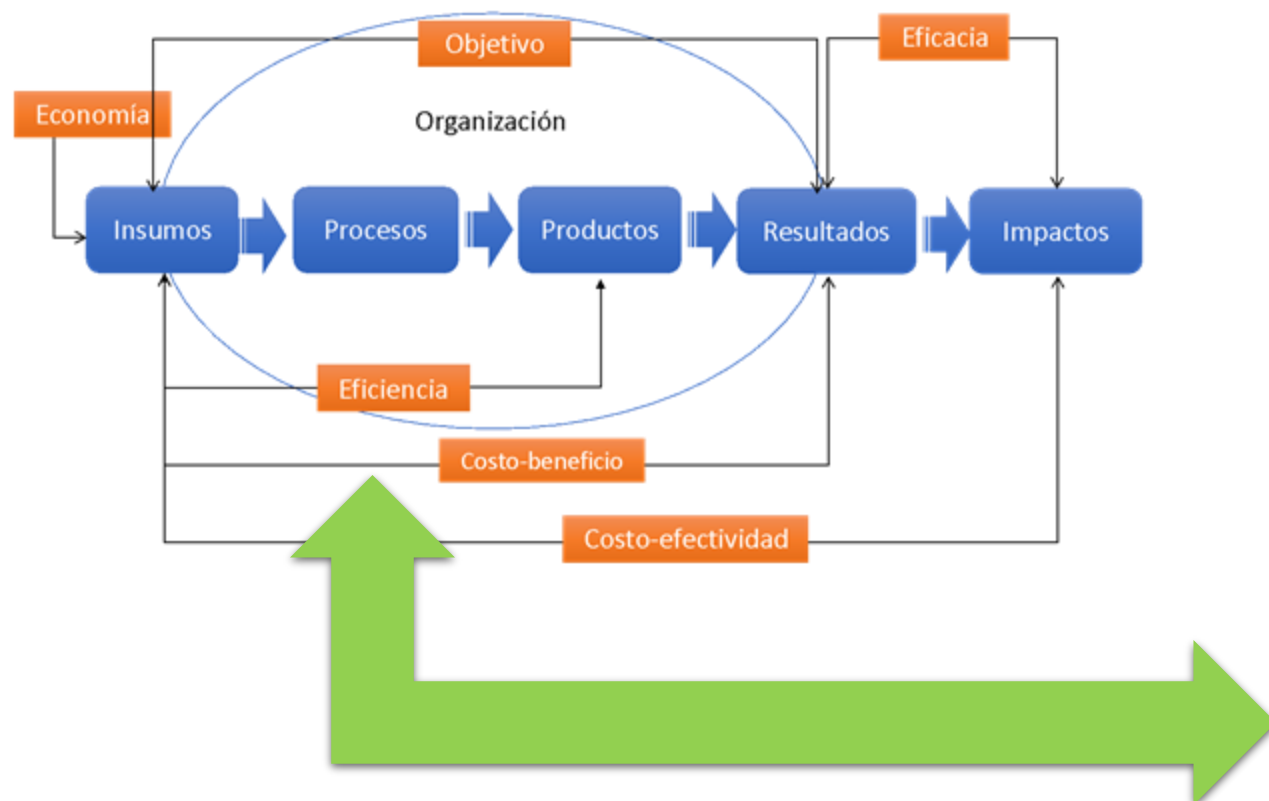 Objetivo
Eficacia
Economía
Organización
Insumos
Procesos
Productos
Resultados
Impactos
Eficiencia
Costo-beneficio
Costo-efectividad